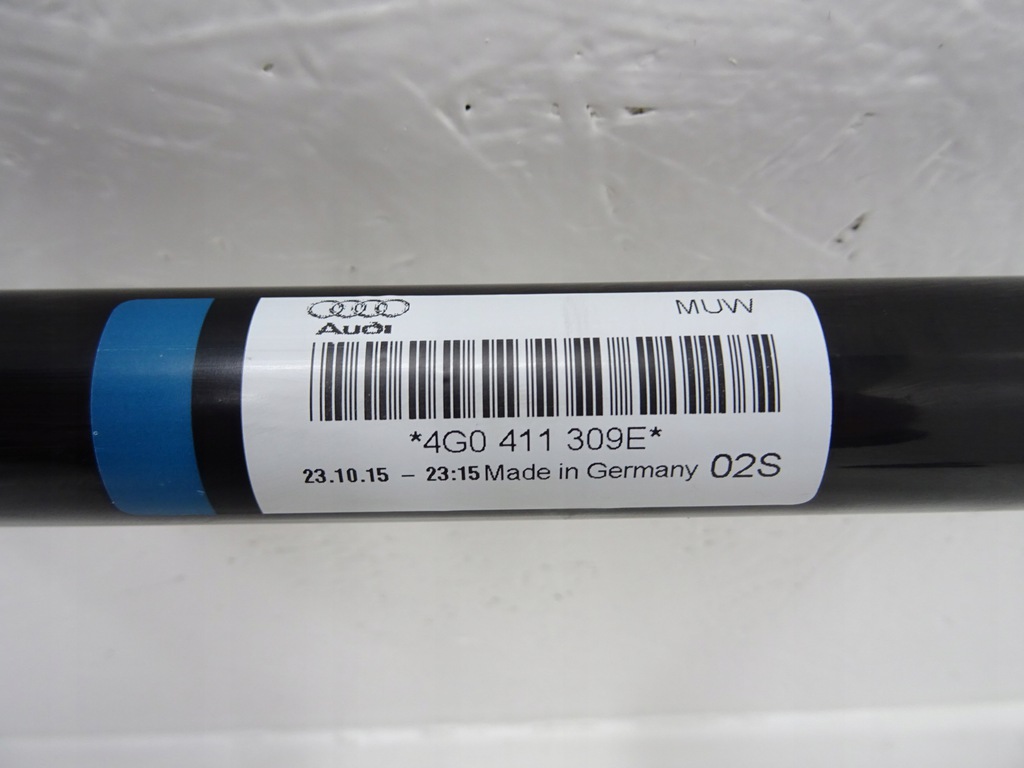 MUW
Audi
*4G0 411 309E*
23.10.15 – 23:15 Made in Germany 02S